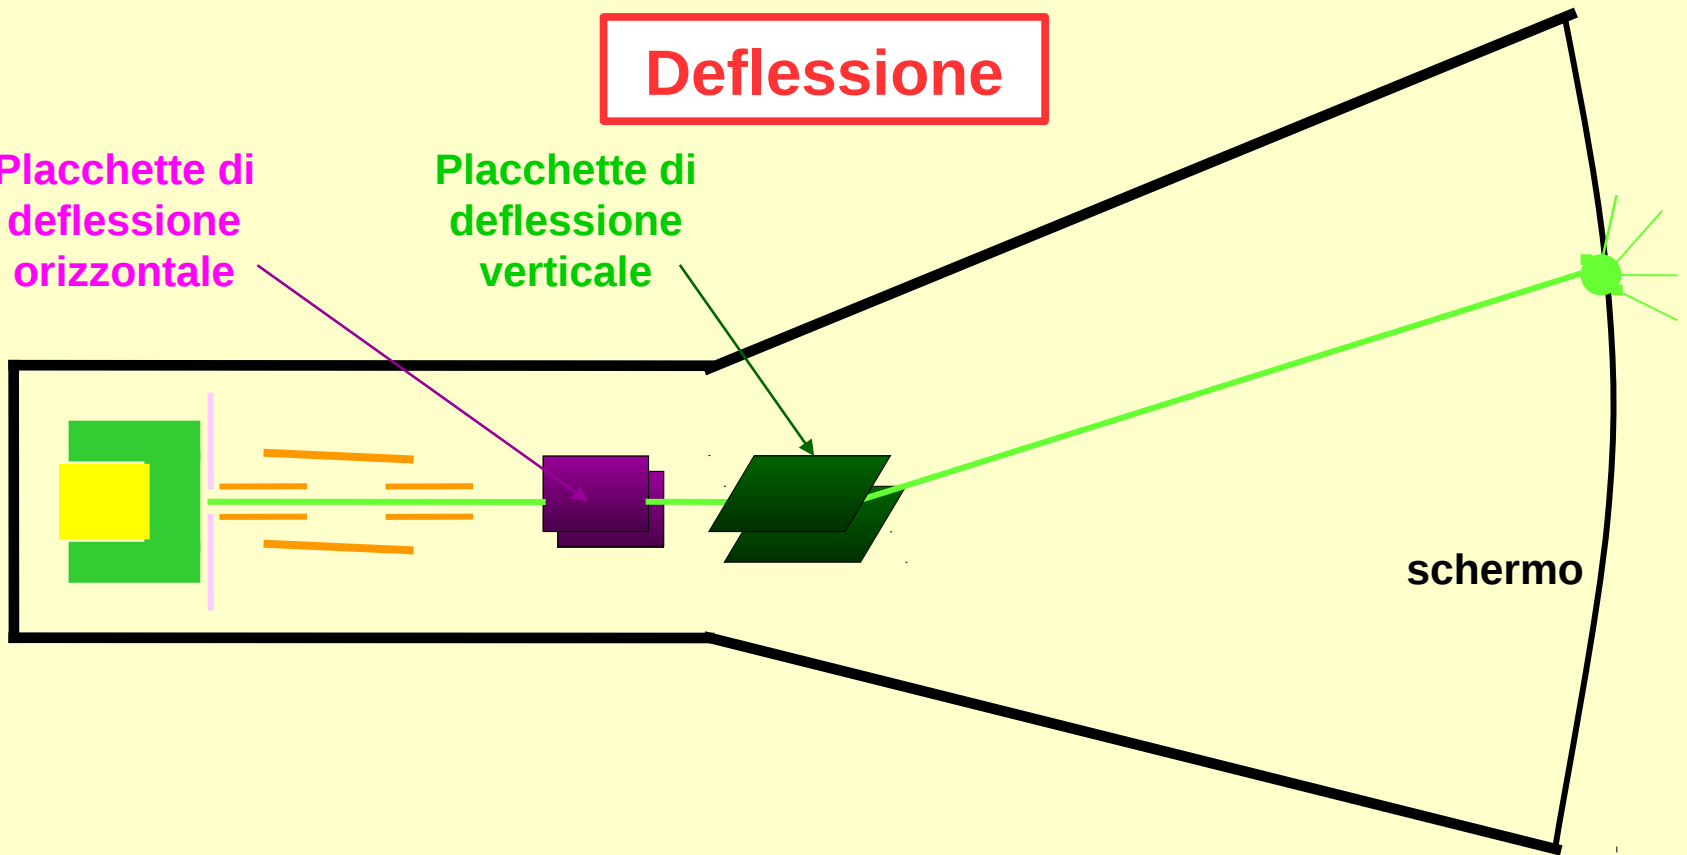 Deflessione
Placchette di
deflessione
orizzontale
Placchette di
deflessione
verticale
schermo